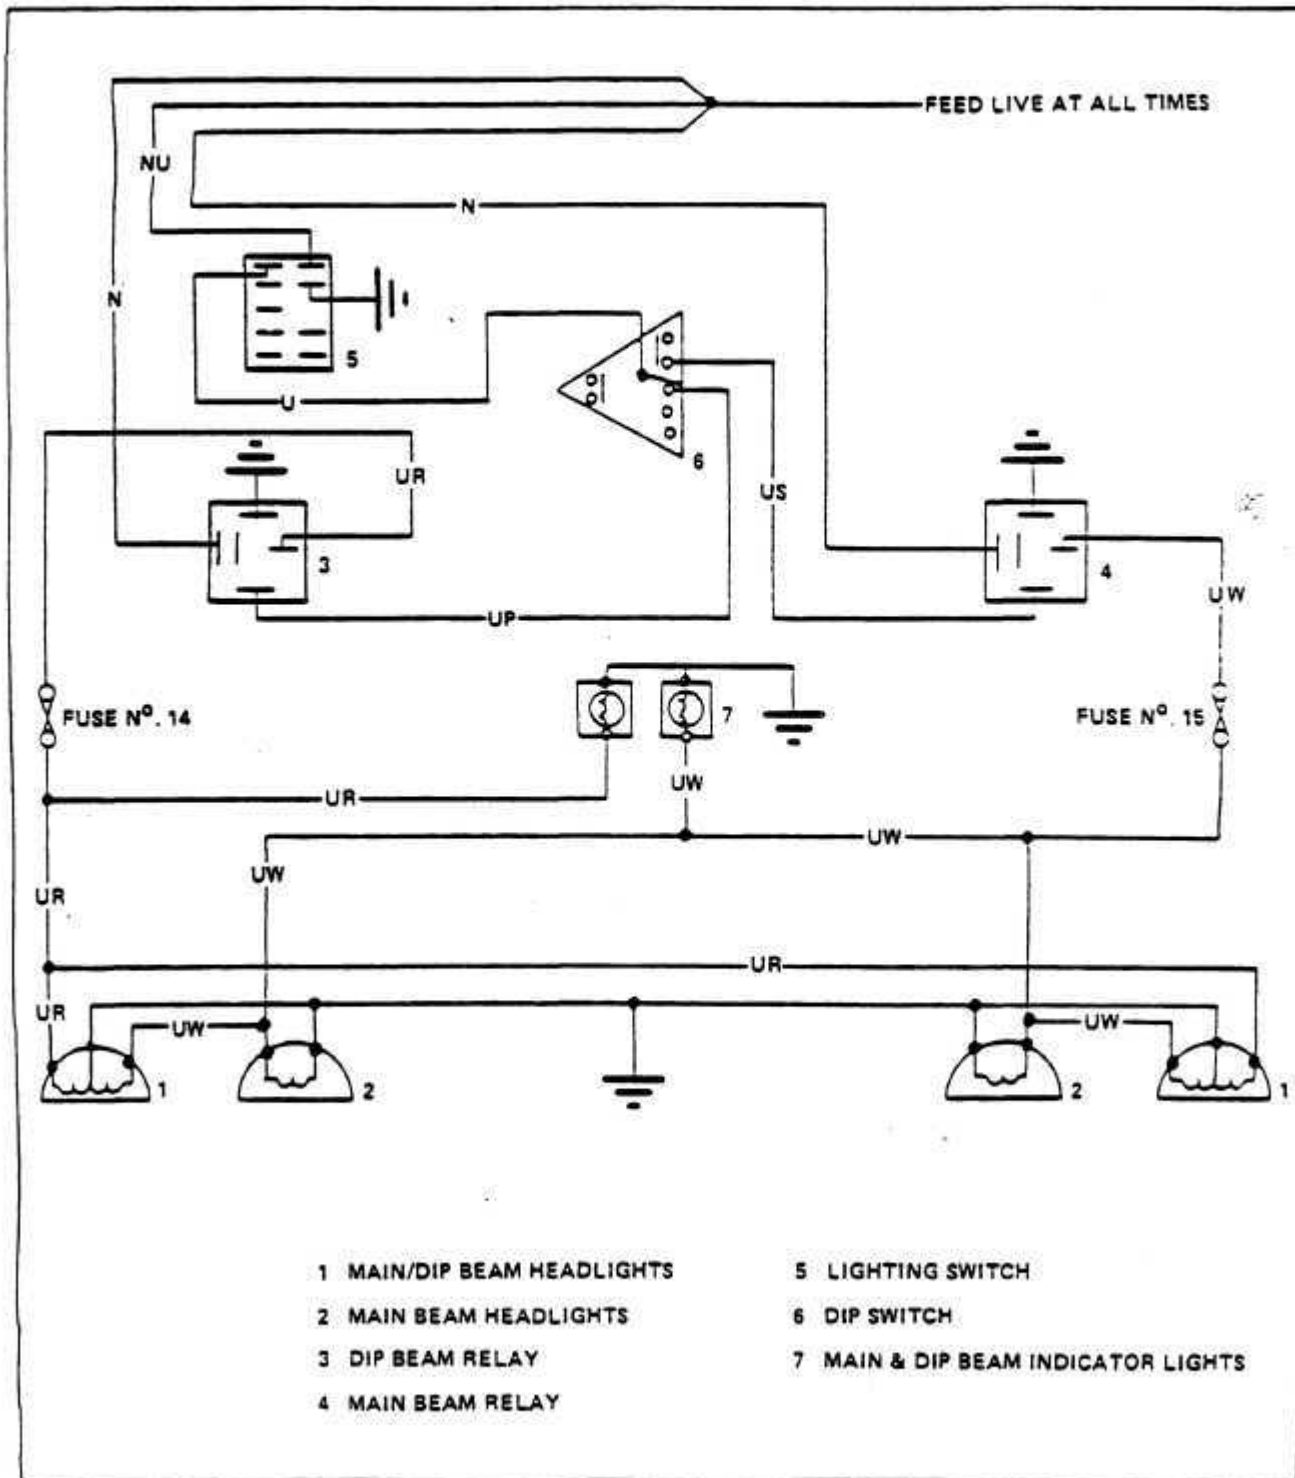 FEED LIVE AT ALL TIMES
NU
N
N
5
U
6
UR
US
3
4
UP
UW
FUSE Nº. 14
7
FUSE Nº. 15
UW
UR
UW
UW
UR
UR
UR
UW
UW
1
2
2
1
1 MAIN/DIP BEAM HEADLIGHTS
2 MAIN BEAM HEADLIGHTS
3 DIP BEAM RELAY
4 MAIN BEAM RELAY
5 LIGHTING SWITCH
6 DIP SWITCH
7 MAIN & DIP BEAM INDICATOR LIGHTS